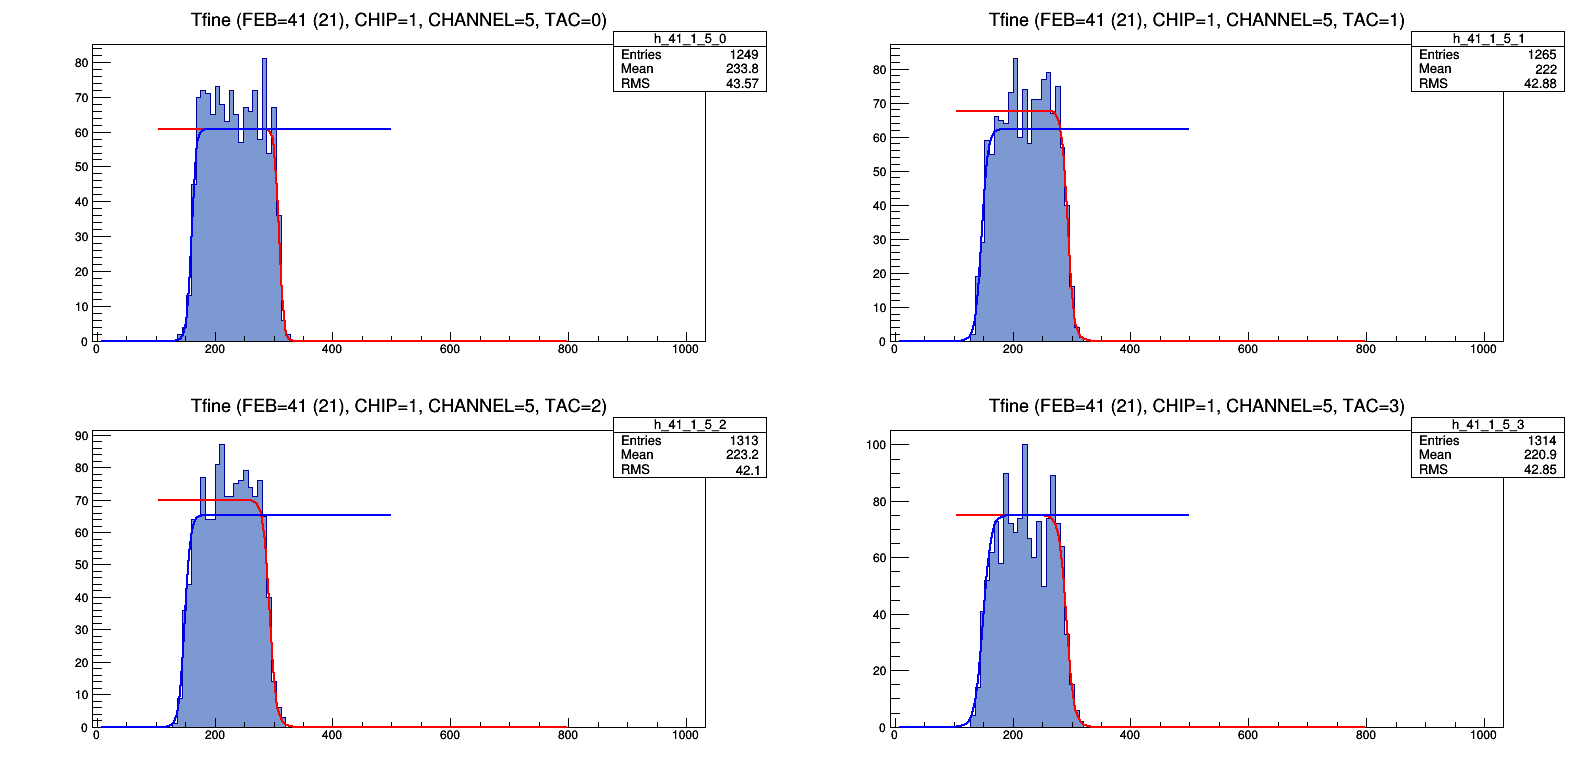 Tfine (FEB=41 (21), CHIP=1, CHANNEL=5, TAC=0)
h_41_1_5_0
Entries 1249
Mean 233.8
RMS 43.57
80
70
60
50
40
30
20
10
0
0 200 400 600 800 1000
Tfine (FEB=41 (21), CHIP=1, CHANNEL=5, TAC=1)
h_41_1_5_1
Entries 1265
Mean 222
RMS 42.88
80
70
60
50
40
30
20
10
0
0 200 400 600 800 1000
Tfine (FEB=41 (21), CHIP=1, CHANNEL=5, TAC=2)
h_41_1_5_2
Entries 1313
Mean 223.2
RMS 42.1
90
80
70
60
50
40
30
20
10
0
0 200 400 600 800 1000
Tfine (FEB=41 (21), CHIP=1, CHANNEL=5, TAC=3)
h_41_1_5_3
Entries 1314
Mean 220.9
RMS 42.85
100
80
60
40
20
0
0 200 400 600 800 1000